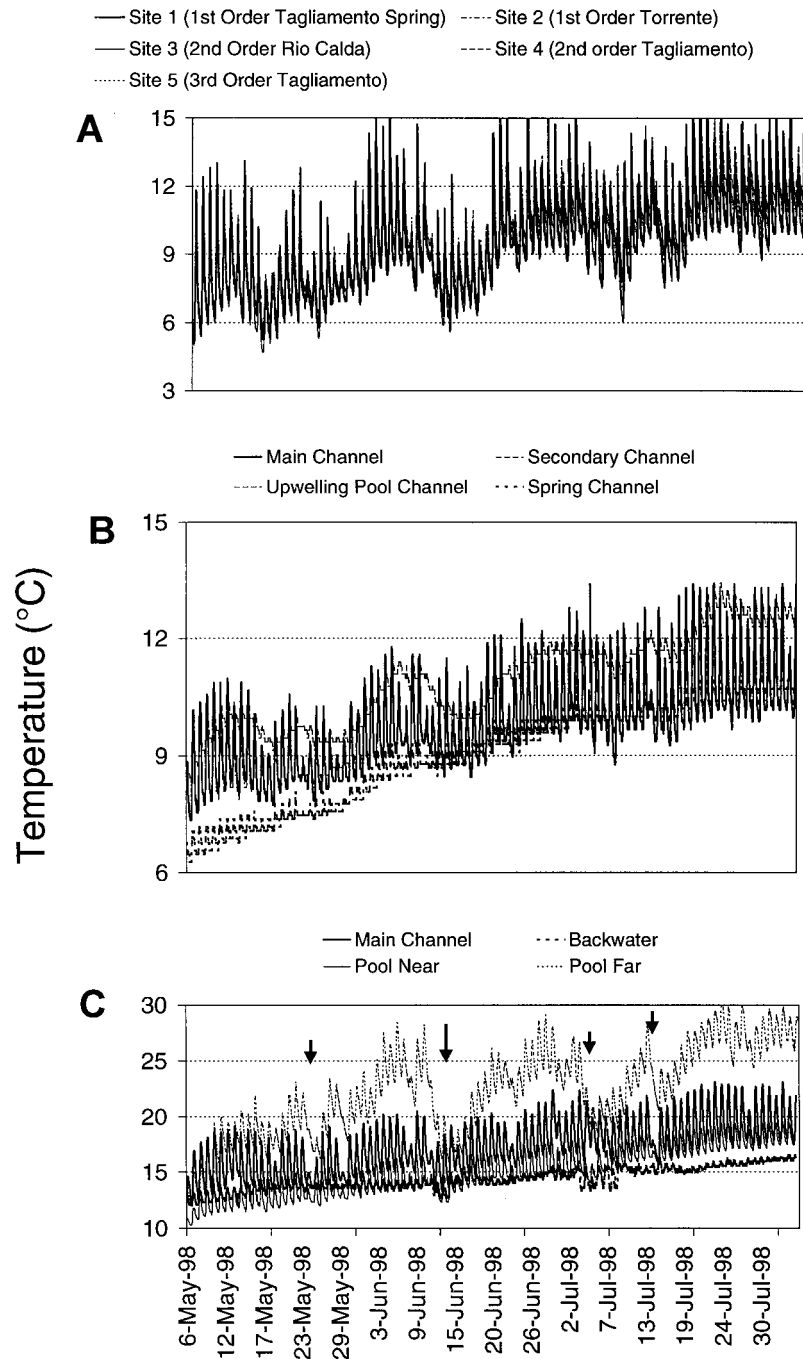 Site 1 (1st Order Tagliamento Spring) Site 2 (1st Order Torrente)
Site 3 (2nd Order Rio Calda) Site 4 (2nd order Tagliamento)
Site 5 (3rd Order Tagliamento)
A
15
12
9
6
3
Main Channel Secondary Channel
Upwelling Pool Channel Spring Channel
B
15
12
9
6
Temperature (°C)
Main Channel Backwater
Pool Near Pool Far
C
30
25
20
15
10
6-May-98
12-May-98
17-May-98
23-May-98
29-May-98
3-Jun-98
9-Jun-98
15-Jun-98
20-Jun-98
26-Jun-98
2-Jul-98
7-Jul-98
13-Jul-98
19-Jul-98
24-Jul-98
30-Jul-98